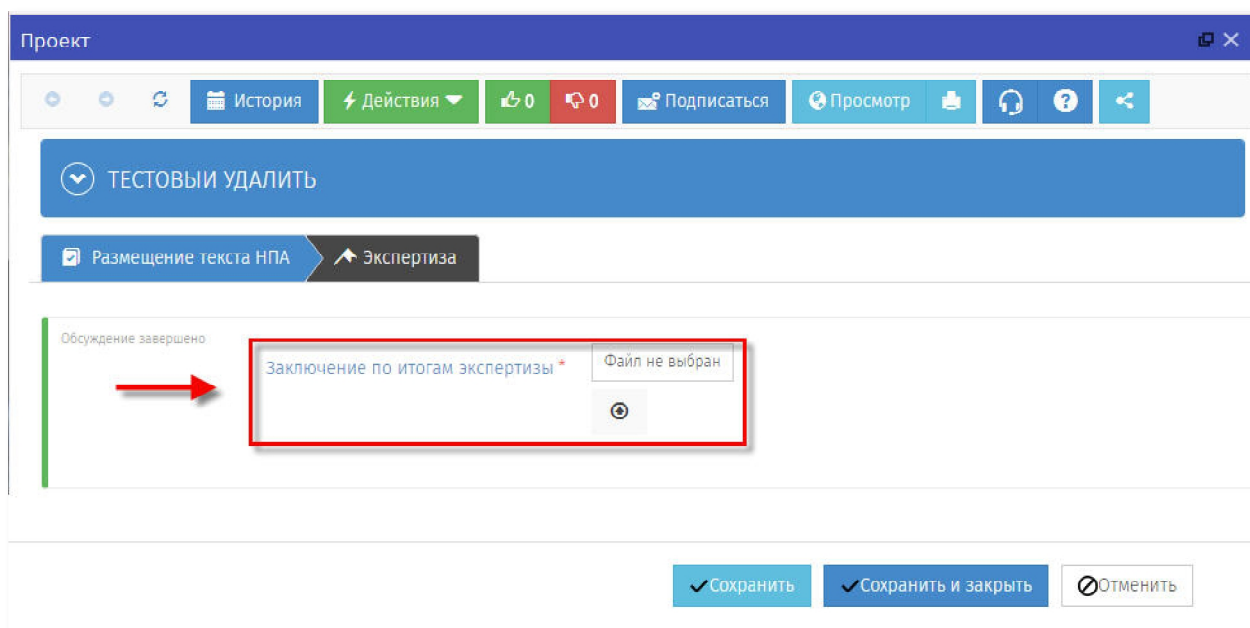 Проект
История
Действия
0
0
Подписаться
Просмотр
ТЕСТОВЫИ УДАЛИТЬ
Размещение текста НПА
Экспертиза
Обсуждение завершено
Заключение по итогам экспертизы *
Файл не выбран
Сохранить
Сохранить и закрыть
Отменить